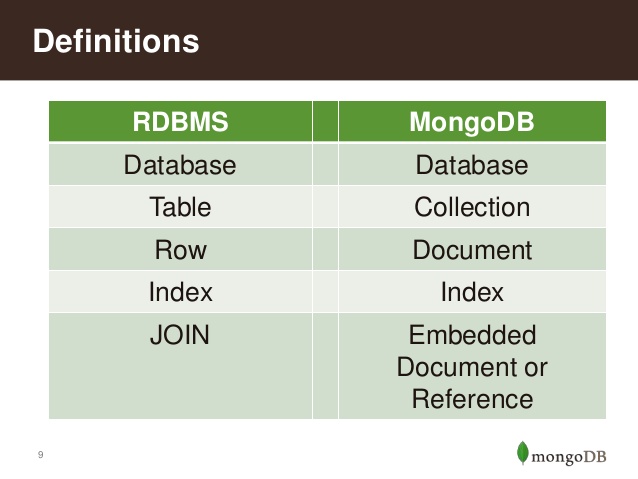 Definitions
RDBMS MongoDB
Database Database
Table Collection
Row Document
Index Index
JOIN Embedded
Document or
Reference
9
mongoDB